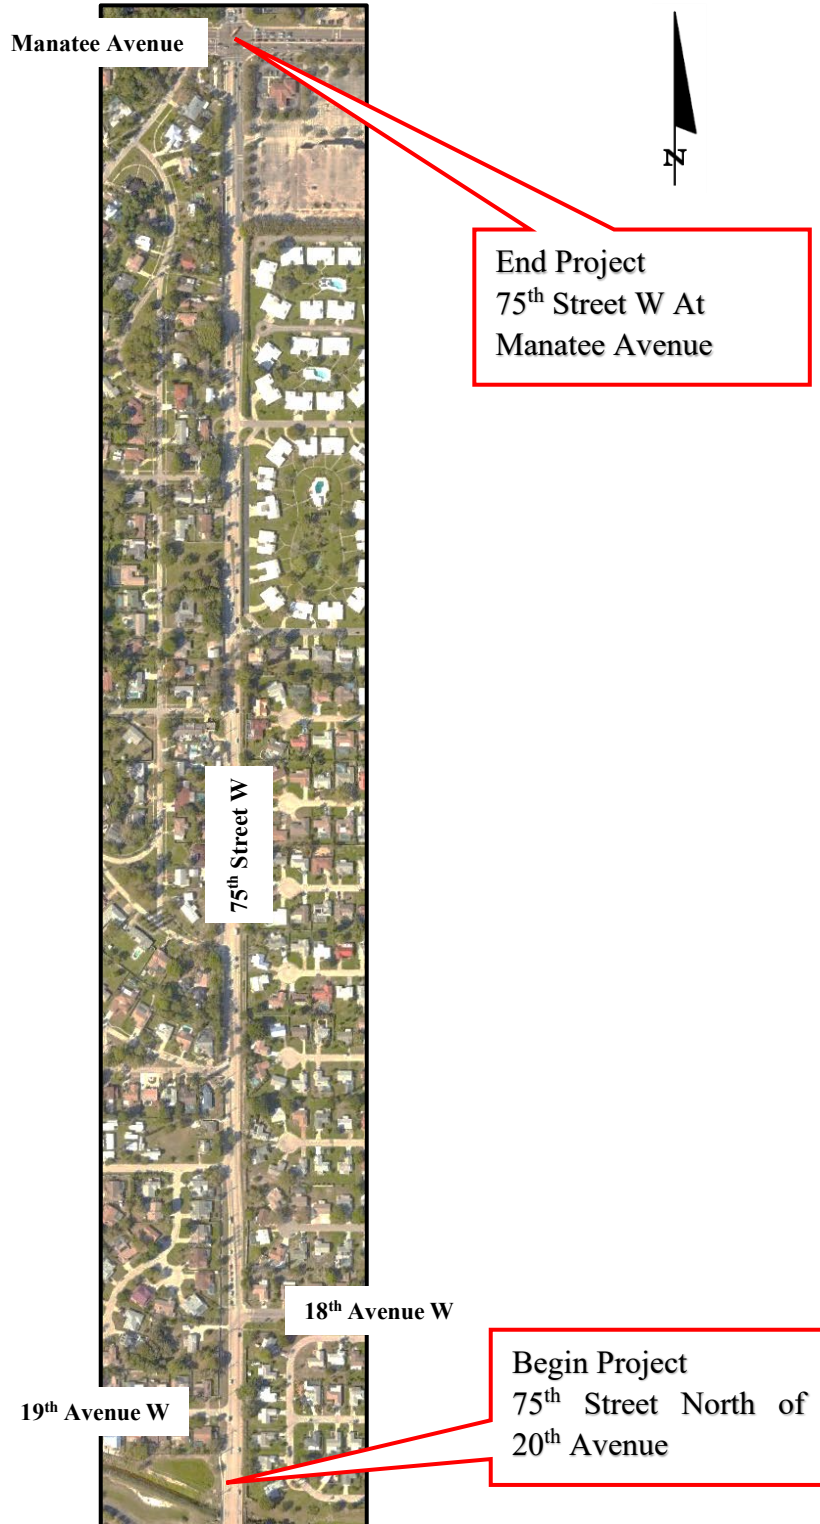 Manatee Avenue
N
End Project
75th Street W At
Manatee Avenue
75th Street W
18th Avenue W
Begin Project
75th Street North of
20th Avenue
19th Avenue W